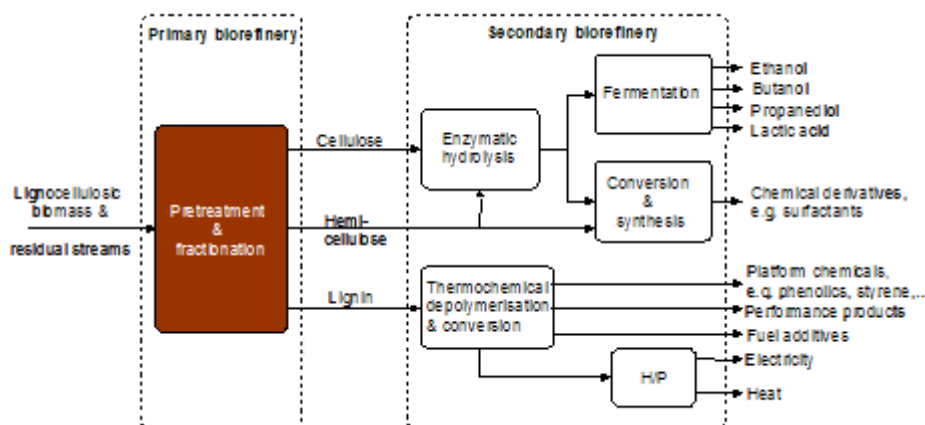 Primary biorefinery
Secondary biorefinery
Lignocellulosic
biomass &
residual streams
Pretreatment
&
fractionation
Cellulose
Hemi-
cellulose
Lignin
Enzymatic
hydrolysis
Fermentation
Ethanol
Butanol
Propanediol
Lactic acid
Conversion
&
synthesis
Chemical derivatives,
e.g. surfactants
Thermochemical
depolymerisation
& conversion
Platform chemicals,
e.g. phenolics, styrene,..
Performance products
Fuel additives
H/P
Electricity
Heat